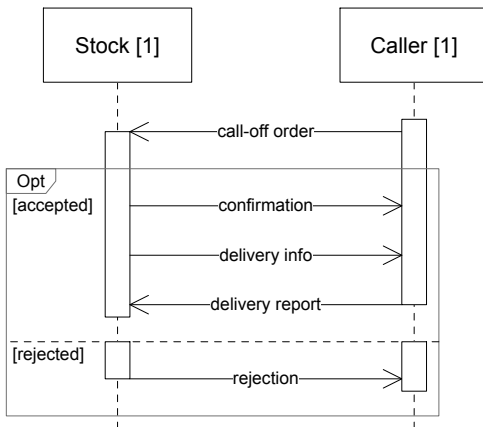 Stock [1]
Caller [1]
call-off order
Opt
[accepted]
confirmation
delivery info
delivery report
[rejected]
rejection